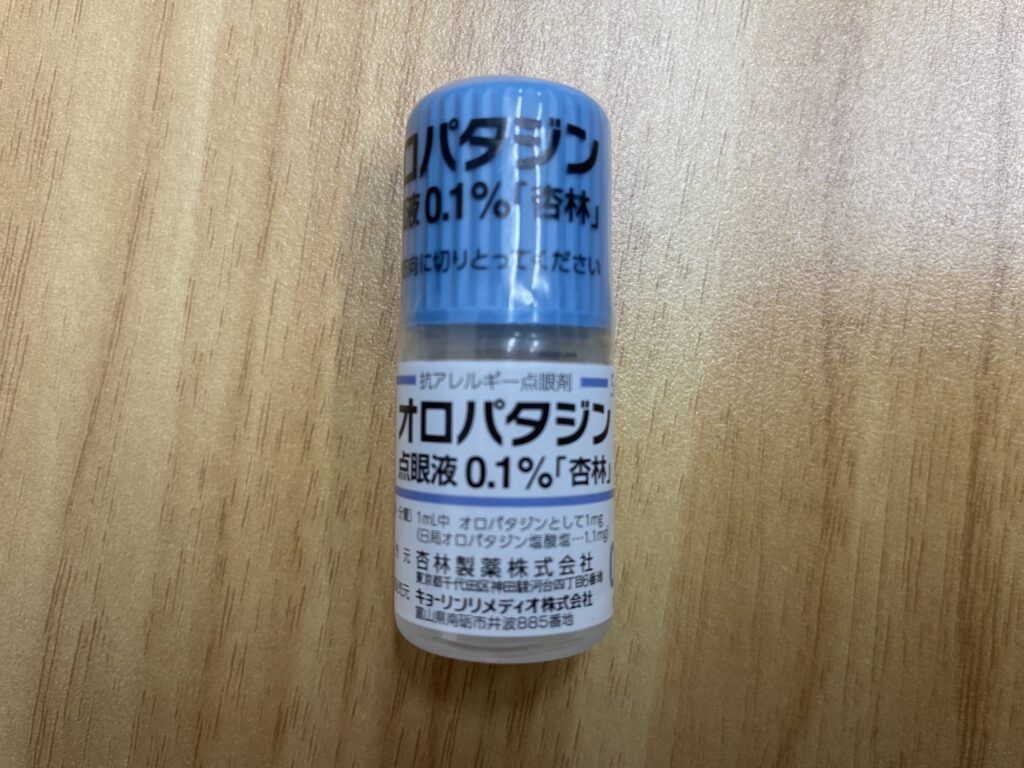 ロパタジン
液 0.1%「杏林」
方向に切りとってください
抗アレルギー点眼剤
オロパタジン
点眼液 0.1%「杏林」
分量) 1mL中 オロパタジンとして1mg
(日局オロパタジン塩酸塩…1.1mg)
元 杏林製薬株式会社
東京都千代田区神田駿河台四丁目6番地
元 キョーリンリメディオ株式会社
富山県南砺市井波885番地